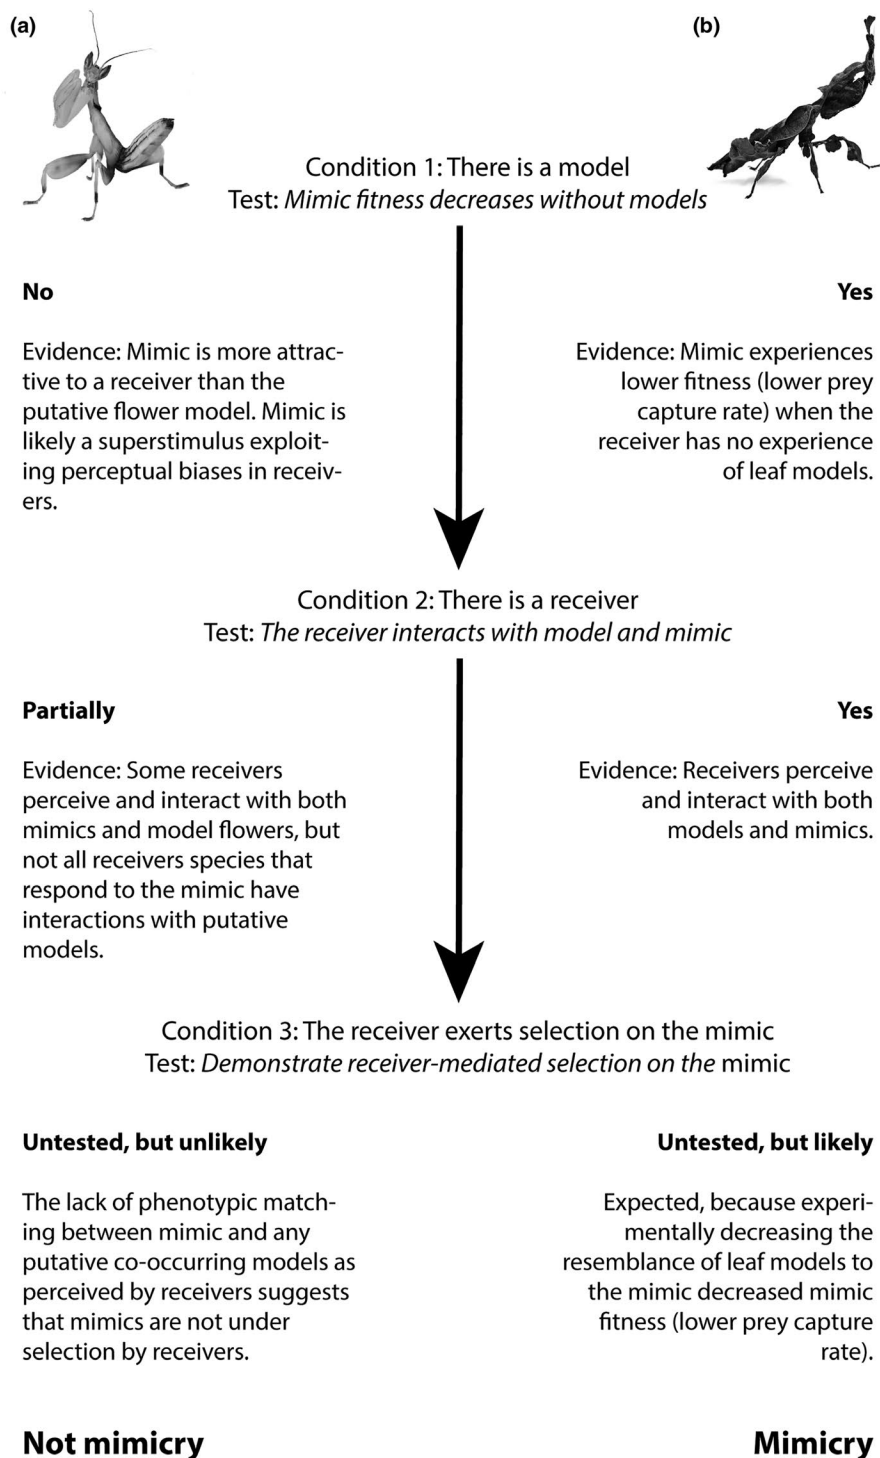 (a)
(b)
Condition 1: There is a model
Test: Mimic fitness decreases without models
No
Evidence: Mimic is more attrac-
tive to a receiver than the
putative flower model. Mimic is
likely a superstimulus exploit-
ing perceptual biases in receiv-
ers.
Yes
Evidence: Mimic experiences
lower fitness (lower prey
capture rate) when the
receiver has no experience
of leaf models.
Condition 2: There is a receiver
Test: The receiver interacts with model and mimic
Partially
Evidence: Some receivers
perceive and interact with both
mimics and model flowers, but
not all receivers species that
respond to the mimic have
interactions with putative
models.
Yes
Evidence: Receivers perceive
and interact with both
models and mimics.
Condition 3: The receiver exerts selection on the mimic
Test: Demonstrate receiver-mediated selection on the mimic
Untested, but unlikely
The lack of phenotypic match-
ing between mimic and any
putative co-occurring models as
perceived by receivers suggests
that mimics are not under
selection by receivers.
Untested, but likely
Expected, because experi-
mentally decreasing the
resemblance of leaf models to
the mimic decreased mimic
fitness (lower prey capture
rate).
Not mimicry
Mimicry